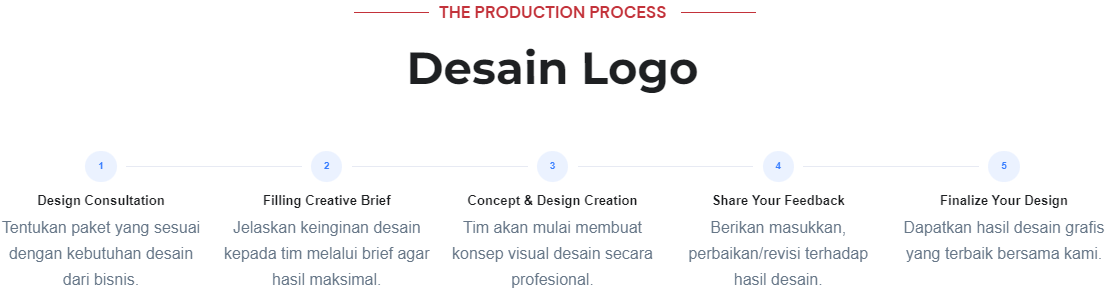 THE PRODUCTION PROCESS
Desain Logo
1
Design Consultation
Tentukan paket yang sesuai
dengan kebutuhan desain
dari bisnis.
2
Filling Creative Brief
Jelaskan keinginan desain
kepada tim melalui brief agar
hasil maksimal.
3
Concept & Design Creation
Tim akan mulai membuat
konsep visual desain secara
profesional.
4
Share Your Feedback
Berikan masukkan,
perbaikan/revisi terhadap
hasil desain.
5
Finalize Your Design
Dapatkan hasil desain grafis
yang terbaik bersama kami.